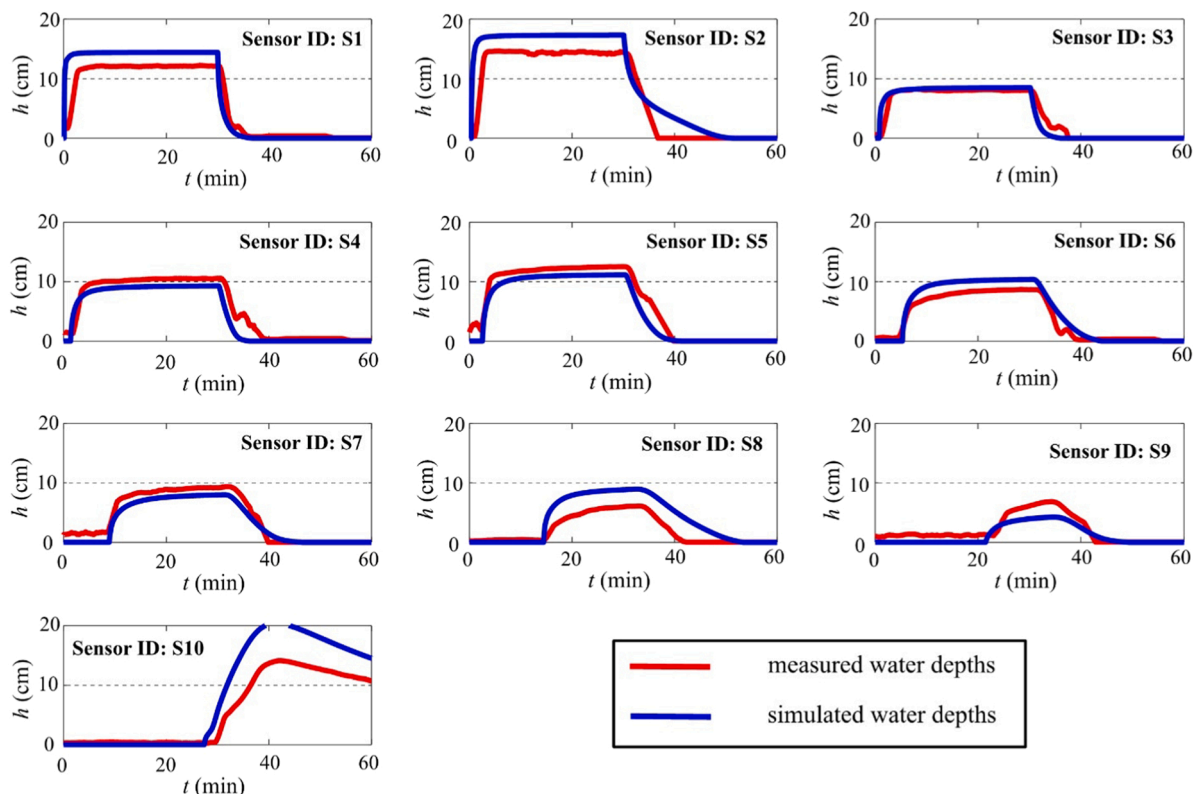 20
Sensor ID: S1
h (cm)
10
0
0 20 40 60
t (min)
20
Sensor ID: S2
h (cm)
10
0
0 20 40 60
t (min)
20
Sensor ID: S3
h (cm)
10
0
0 20 40 60
t (min)
20
Sensor ID: S4
h (cm)
10
0
0 20 40 60
t (min)
20
Sensor ID: S5
h (cm)
10
0
0 20 40 60
t (min)
20
Sensor ID: S6
h (cm)
10
0
0 20 40 60
t (min)
20
Sensor ID: S7
h (cm)
10
0
0 20 40 60
t (min)
20
Sensor ID: S8
h (cm)
10
0
0 20 40 60
t (min)
20
Sensor ID: S9
h (cm)
10
0
0 20 40 60
t (min)
20
Sensor ID: S10
h (cm)
10
0
0 20 40 60
t (min)
measured water depths
simulated water depths